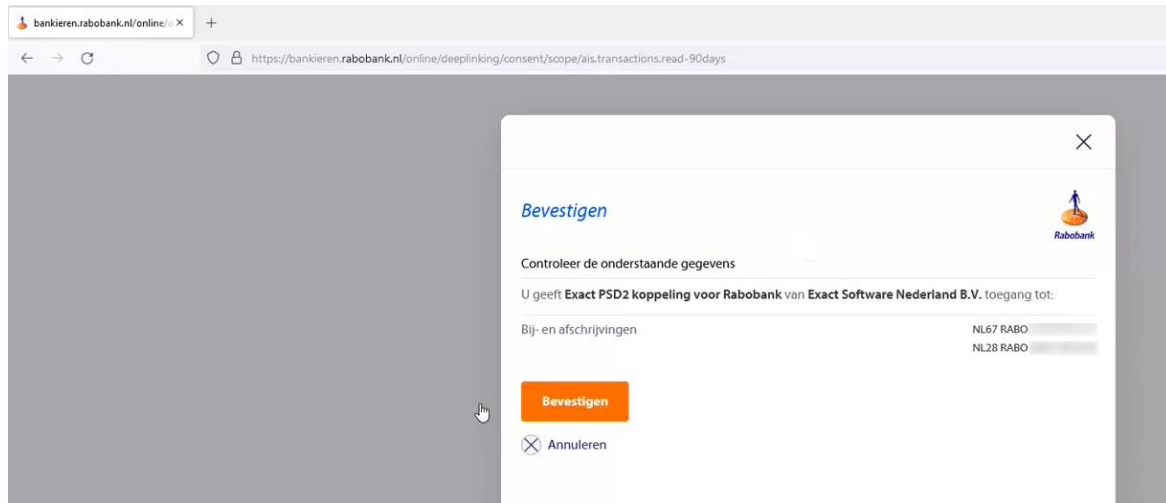 bankieren.rabobank.nl/online/
https://bankieren.rabobank.nl/online/deeplinking/consent/scope/ais.transactions.read-90days
Bevestigen
Rabobank
Controleer de onderstaande gegevens
U geeft Exact PSD2 koppeling voor Rabobank van Exact Software Nederland B.V. toegang tot:
Bij- en afschrijvingen NL67 RABO
NL28 RABO
Bevestigen
Annuleren